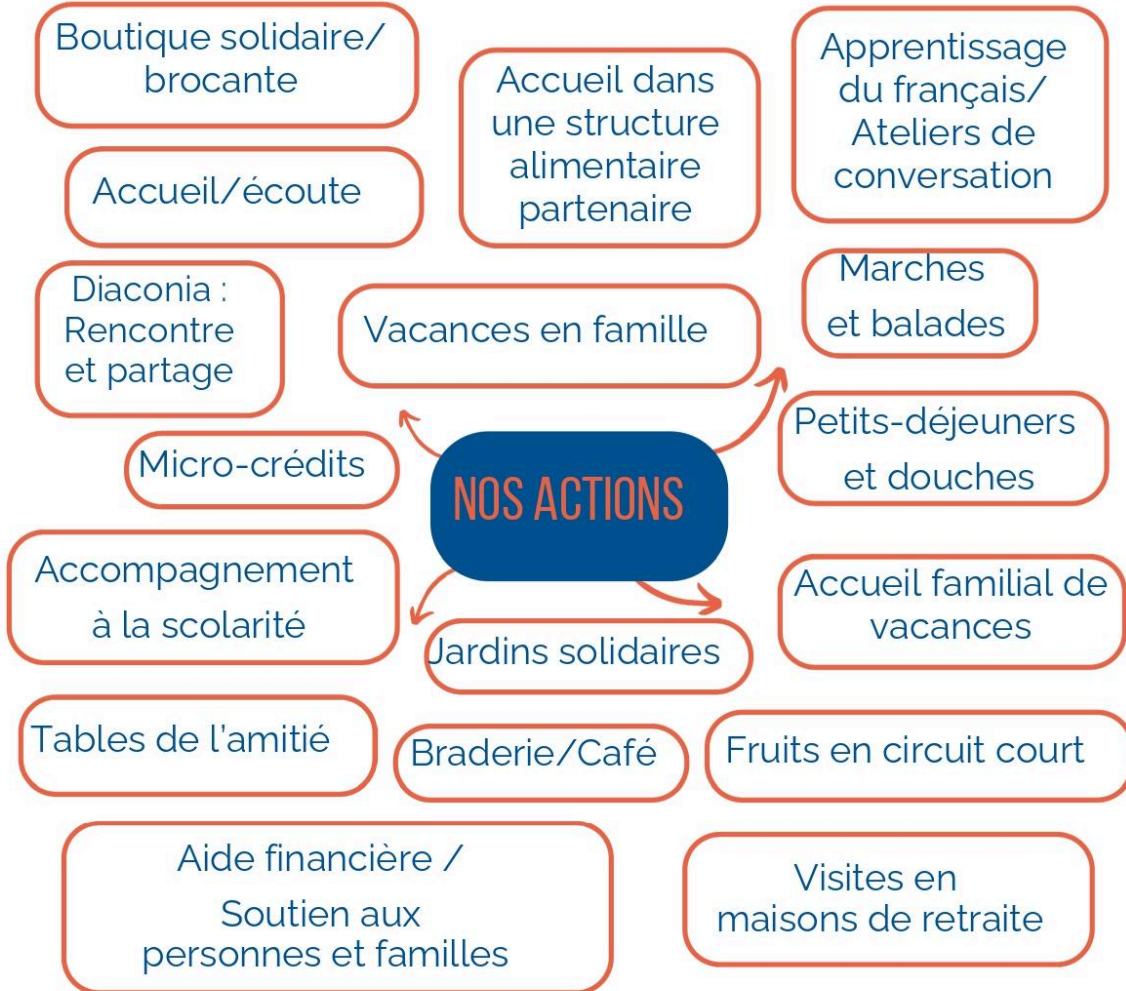 Boutique solidaire/
brocante
Accueil dans
une structure
alimentaire
partenaire
Apprentissage
du français/
Ateliers de
conversation
Accueil/écoute
Diaconia :
Rencontre
et partage
Vacances en famille
Marches
et balades
Micro-crédits
NOS ACTIONS
Petits-déjeuners
et douches
Accompagnement
à la scolarité
Jardins solidaires
Accueil familial de
vacances
Tables de l'amitié
Braderie/Café
Fruits en circuit court
Aide financière /
Soutien aux
personnes et familles
Visites en
maisons de retraite